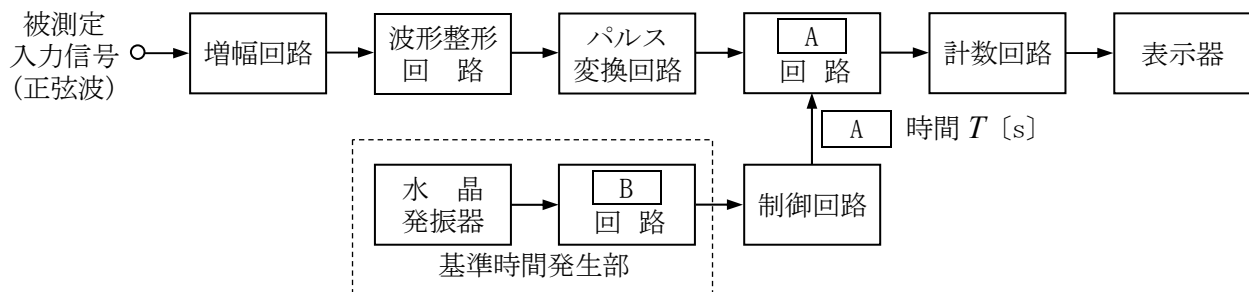 被測定
入力信号
(正弦波)
増幅回路
波形整形
回 路
パルス
変換回路
A
回 路
計数回路
表示器
A 時間 T〔s〕
水 晶
発振器
B
回 路
制御回路
基準時間発生部